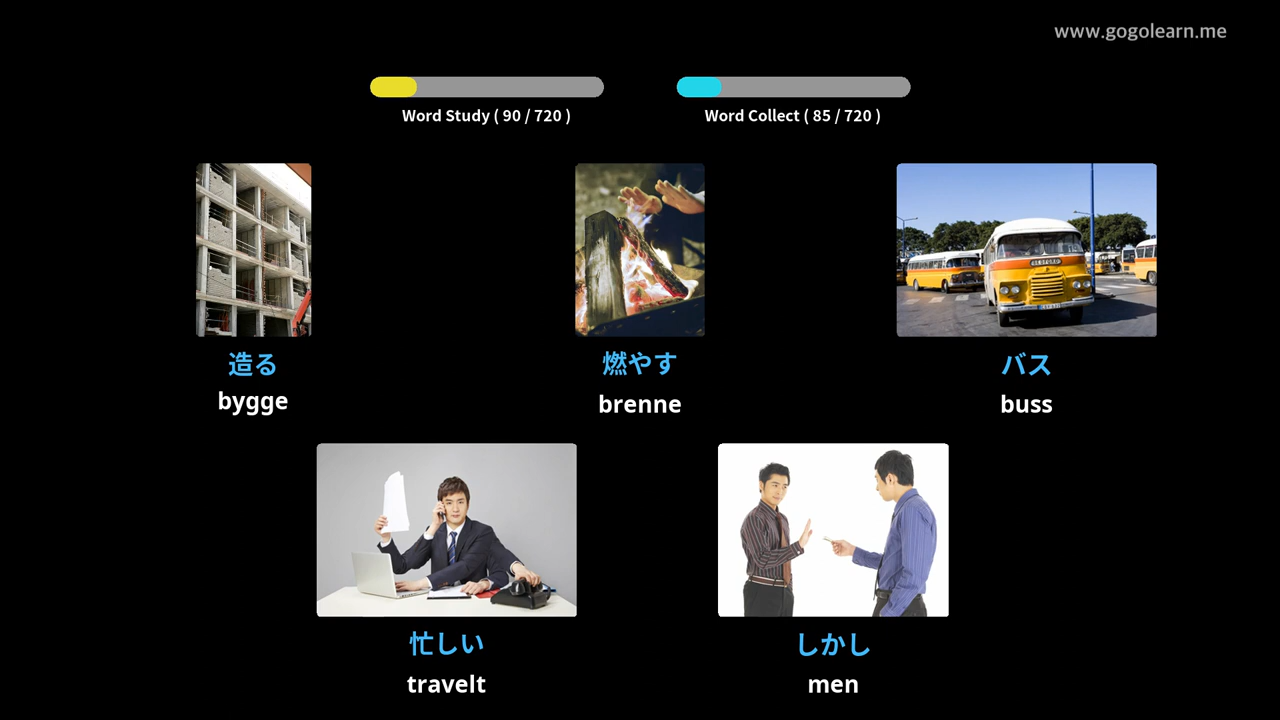 www.gogolearn.me
Word Study ( 90 / 720 )
Word Collect ( 85 / 720 )
造る
bygge
燃やす
brenne
バス
buss
BEDFORD
忙しい
travelt
しかし
men